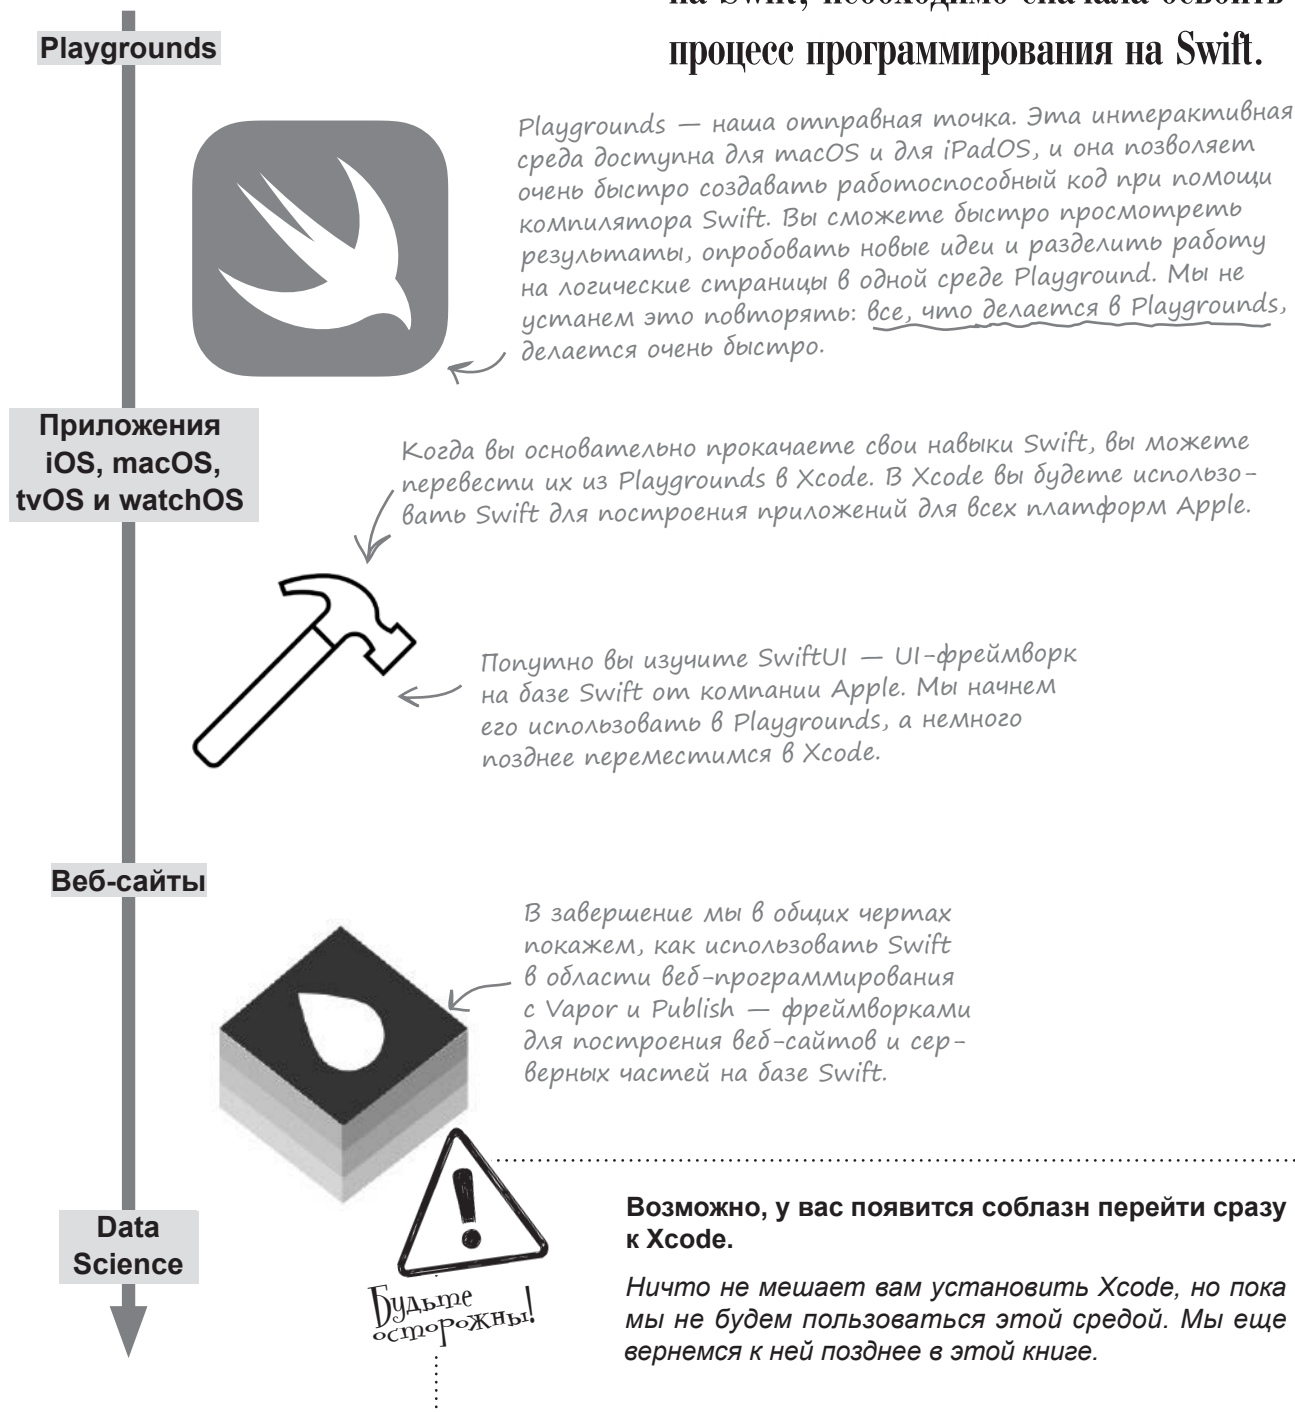 на Swift, необходимо сначала освоить
процесс программирования на Swift.
Playgrounds
Playgrounds — наша отправная точка. Эта интерактивная
среда доступна для macOS и для iPadOS, и она позволяет
очень быстро создавать работоспособный код при помощи
компилятора Swift. Вы сможете быстро просмотреть
результаты, опробовать новые идеи и разделить работу
на логические страницы в одной среде Playground. Мы не
устанем это повторять: все, что делается в Playgrounds,
делается очень быстро.
Приложения
iOS, macOS,
tvOS и watchOS
Когда вы основательно прокачаете свои навыки Swift, вы можете
перевести их из Playgrounds в Xcode. В Xcode вы будете использо-
вать Swift для построения приложений для всех платформ Apple.
Попутно вы изучите SwiftUI — UI-фреймворк
на базе Swift от компании Apple. Мы начнем
его использовать в Playgrounds, а немного
позднее переместимся в Xcode.
Веб-сайты
В завершение мы в общих чертах
покажем, как использовать Swift
в области веб-программирования
с Vapor и Publish — фреймворками
для построения веб-сайтов и сер-
верных частей на базе Swift.
Data
Science
Будьте
осторожны!
Возможно, у вас появится соблазн перейти сразу
к Xcode.
Ничто не мешает вам установить Xcode, но пока
мы не будем пользоваться этой средой. Мы еще
вернемся к ней позднее в этой книге.